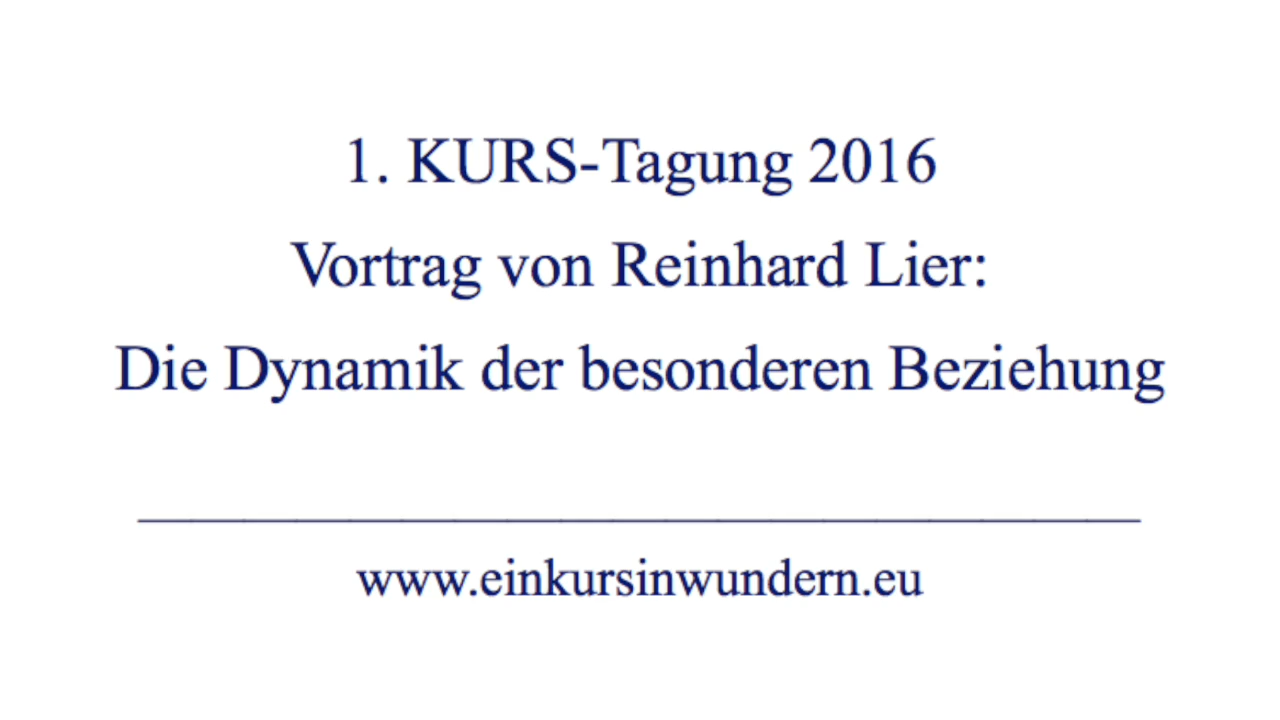 1. KURS-Tagung 2016
Vortrag von Reinhard Lier:
Die Dynamik der besonderen Beziehung
www.einkursinwundern.eu